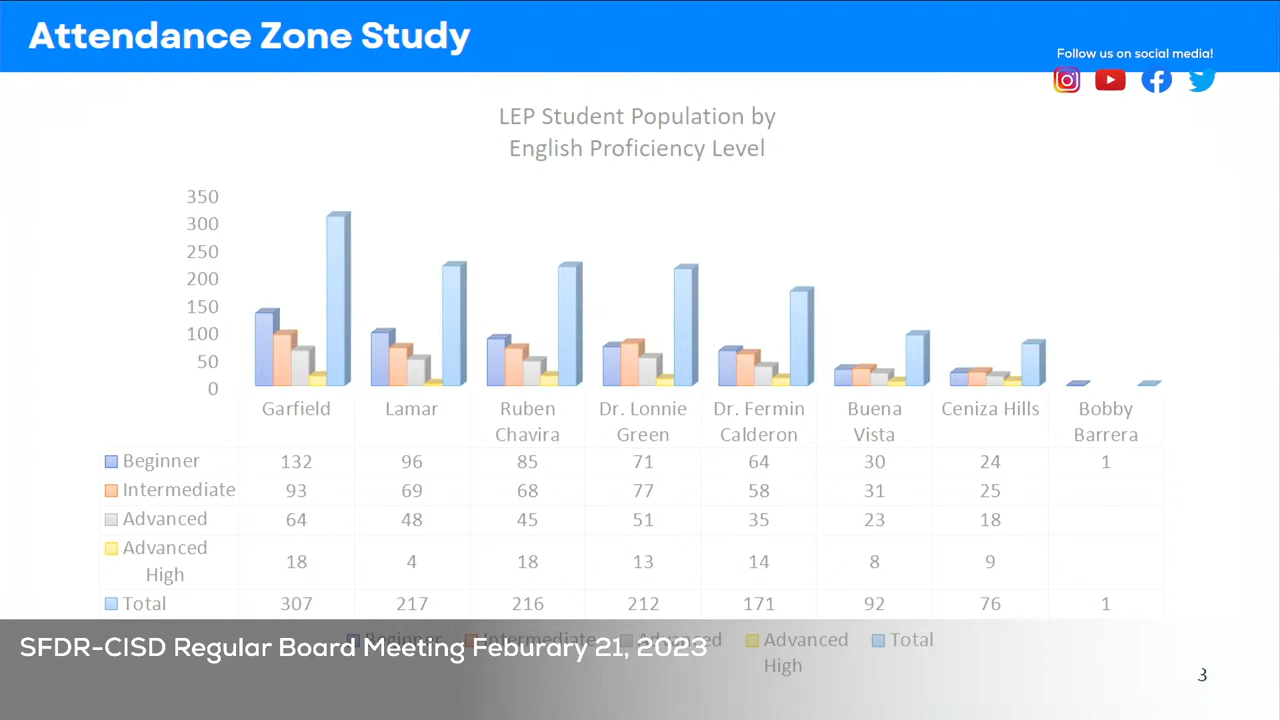 Attendance Zone Study
Follow us on social media!
LEP Student Population by
English Proficiency Level
350
300
250
200
150
100
50
0
Garfield Lamar Ruben Chavira Dr. Lonnie Green Dr. Fermin Calderon Buena Vista Ceniza Hills Bobby Barrera
Beginner 132 96 85 71 64 30 24 1
Intermediate 93 69 68 77 58 31 25
Advanced 64 48 45 51 35 23 18
Advanced High 18 4 18 13 14 8 9
Total 307 217 216 212 171 92 76 1
Beginner Intermediate Advanced Advanced High Total
SFDR-CISD Regular Board Meeting Feburary 21, 2023
3